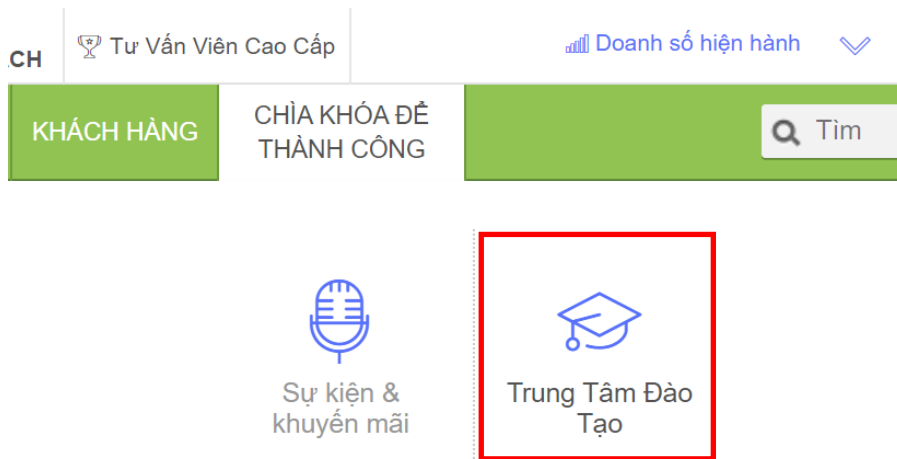 CH
Tư Vấn Viên Cao Cấp
Doanh số hiện hành
KHÁCH HÀNG
CHÌA KHÓA ĐỂ
THÀNH CÔNG
Tìm
Sự kiện &
khuyến mãi
Trung Tâm Đào
Tạo